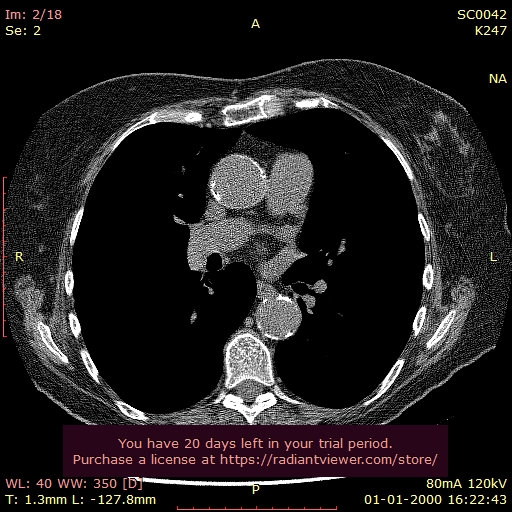 Im: 2/18
Se: 2
A
SC0042
K247
NA
R
L
You have 20 days left in your trial period.
Purchase a license at https://radiantviewer.com/store/
WL: 40 WW: 350 [D]
T: 1.3mm L: -127.8mm
P
80mA 120kV
01-01-2000 16:22:43